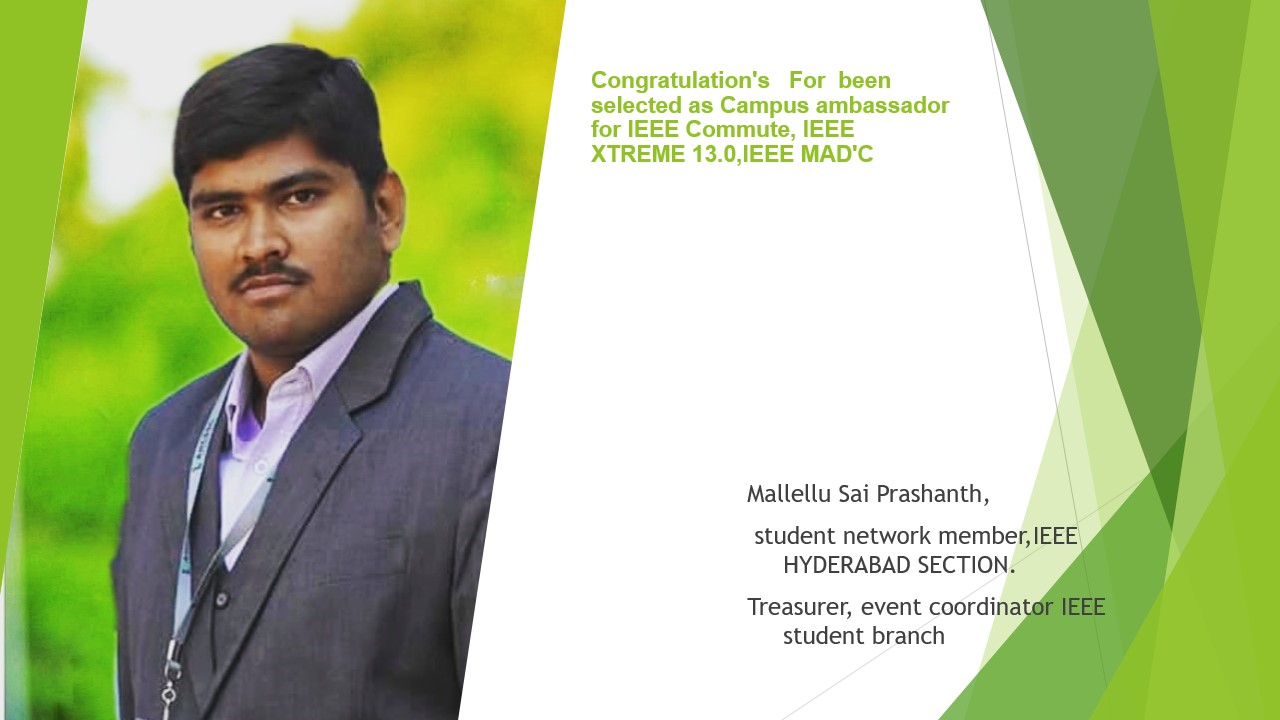 Congratulation's   For  been
selected as Campus ambassador
for IEEE Commute, IEEE
XTREME 13.0,IEEE MAD'C
Mallellu Sai Prashanth,
student network member,IEEE
HYDERABAD SECTION.
Treasurer, event coordinator IEEE
student branch